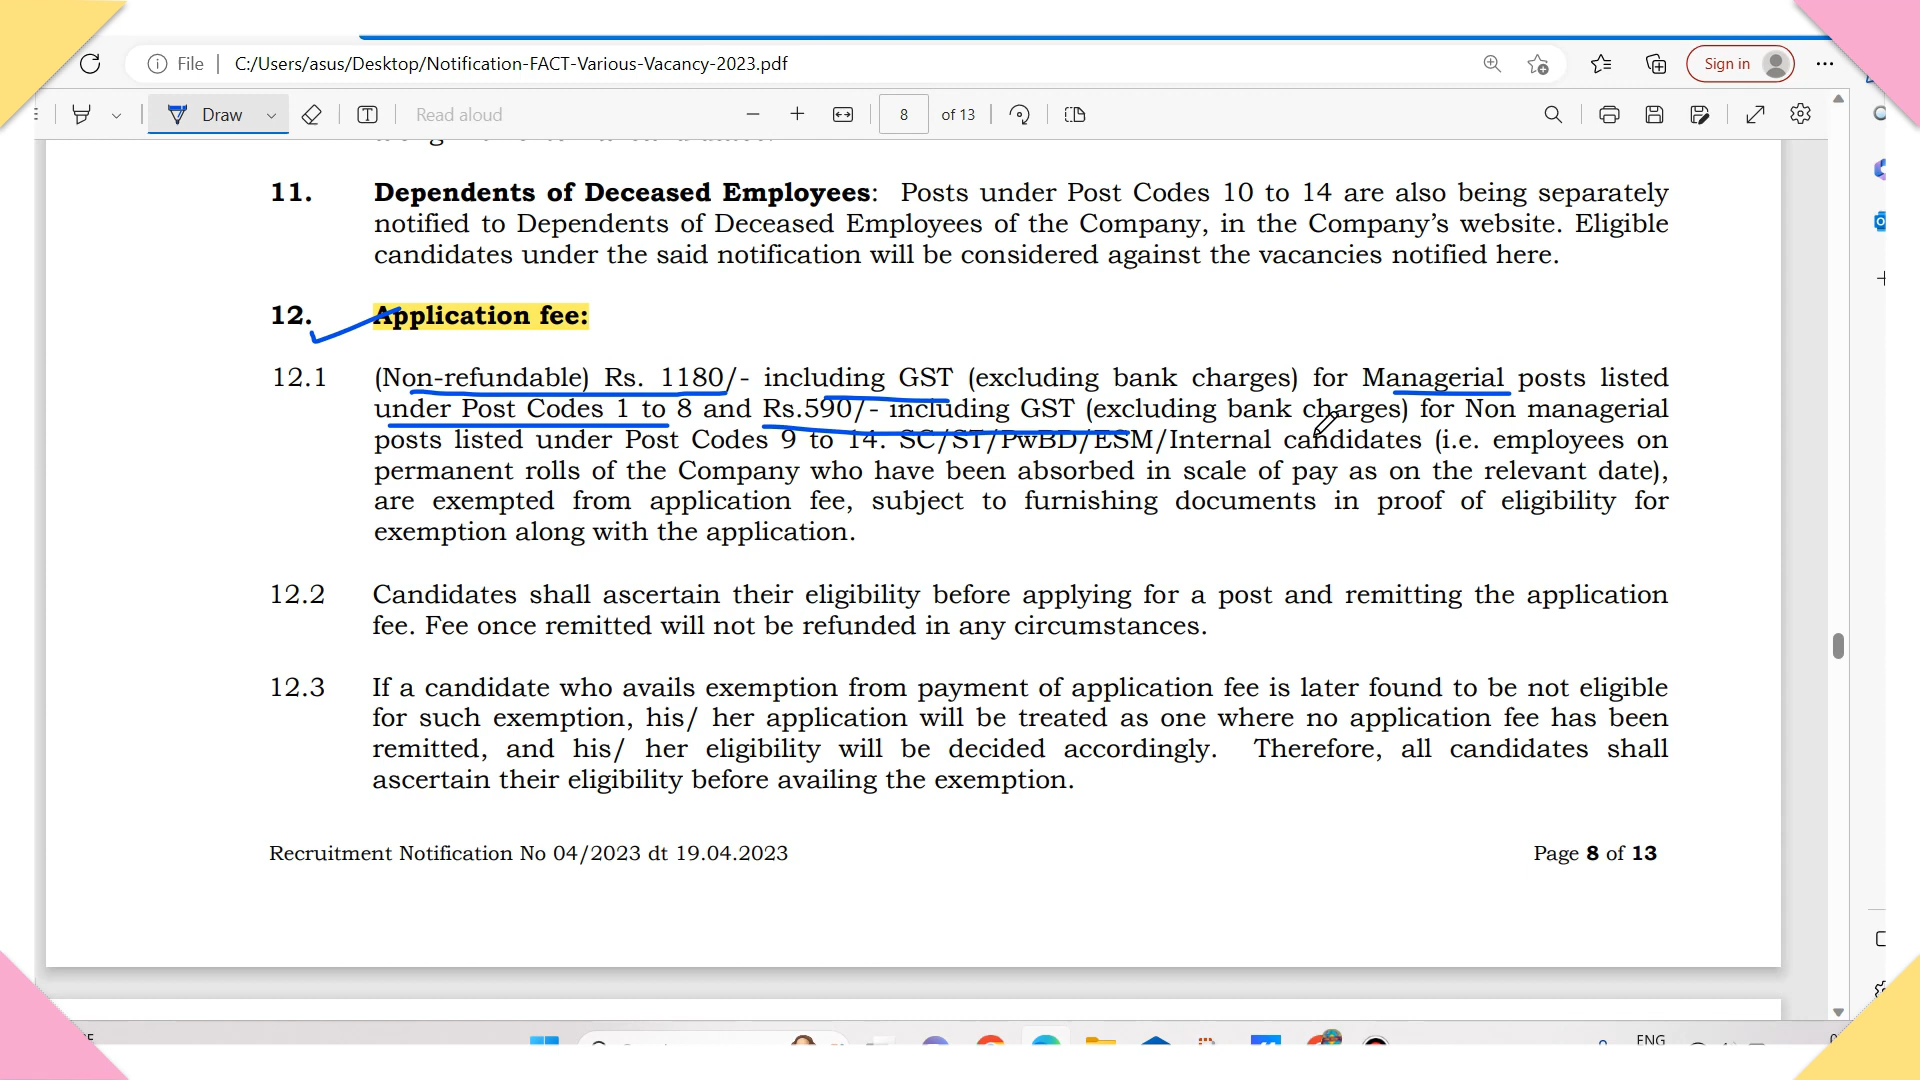 File
C:/Users/asus/Desktop/Notification-FACT-Various-Vacancy-2023.pdf
Sign in
Draw
Read aloud
8 of 13
11. Dependents of Deceased Employees: Posts under Post Codes 10 to 14 are also being separately
notified to Dependents of Deceased Employees of the Company, in the Company's website. Eligible
candidates under the said notification will be considered against the vacancies notified here.
12. Application fee:
12.1 (Non-refundable) Rs. 1180/- including GST (excluding bank charges) for Managerial posts listed
under Post Codes 1 to 8 and Rs.590/- including GST (excluding bank charges) for Non managerial
posts listed under Post Codes 9 to 14. SC/ST/PwBD/ESM/Internal candidates (i.e. employees on
permanent rolls of the Company who have been absorbed in scale of pay as on the relevant date),
are exempted from application fee, subject to furnishing documents in proof of eligibility for
exemption along with the application.
12.2 Candidates shall ascertain their eligibility before applying for a post and remitting the application
fee. Fee once remitted will not be refunded in any circumstances.
12.3 If a candidate who avails exemption from payment of application fee is later found to be not eligible
for such exemption, his/ her application will be treated as one where no application fee has been
remitted, and his/ her eligibility will be decided accordingly. Therefore, all candidates shall
ascertain their eligibility before availing the exemption.
Recruitment Notification No 04/2023 dt 19.04.2023
Page 8 of 13
ENG